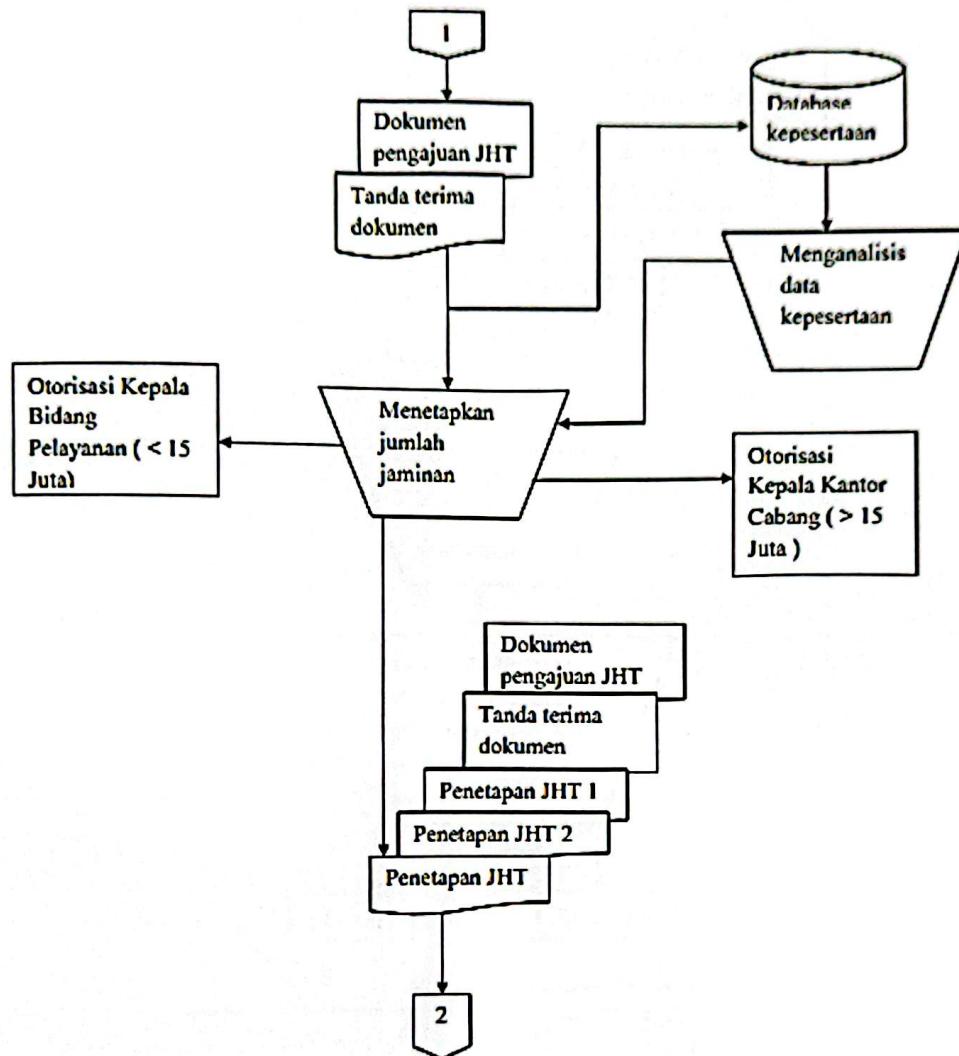 1
Dokumen
pengajuan JHT
Tanda terima
dokumen
Database
kepesertaan
Menganalisis
data
kepesertaan
Otorisasi Kepala
Bidang
Pelayanan ( < 15
Juta)
Menetapkan
jumlah
jaminan
Otorisasi
Kepala Kantor
Cabang ( > 15
Juta )
Dokumen
pengajuan JHT
Tanda terima
dokumen
Penetapan JHT 1
Penetapan JHT 2
Penetapan JHT
2